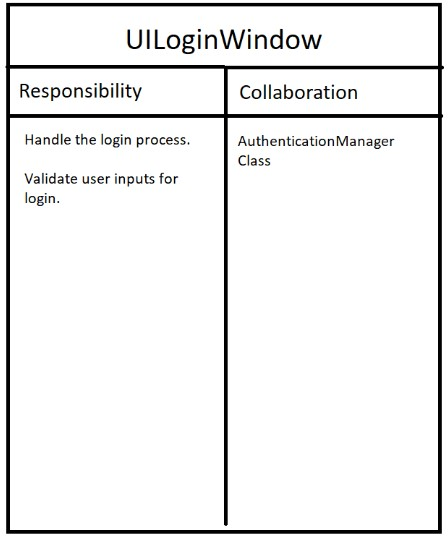 UILoginWindow
Responsibility
Collaboration
Handle the login process.
Validate user inputs for
login.
AuthenticationManager
Class